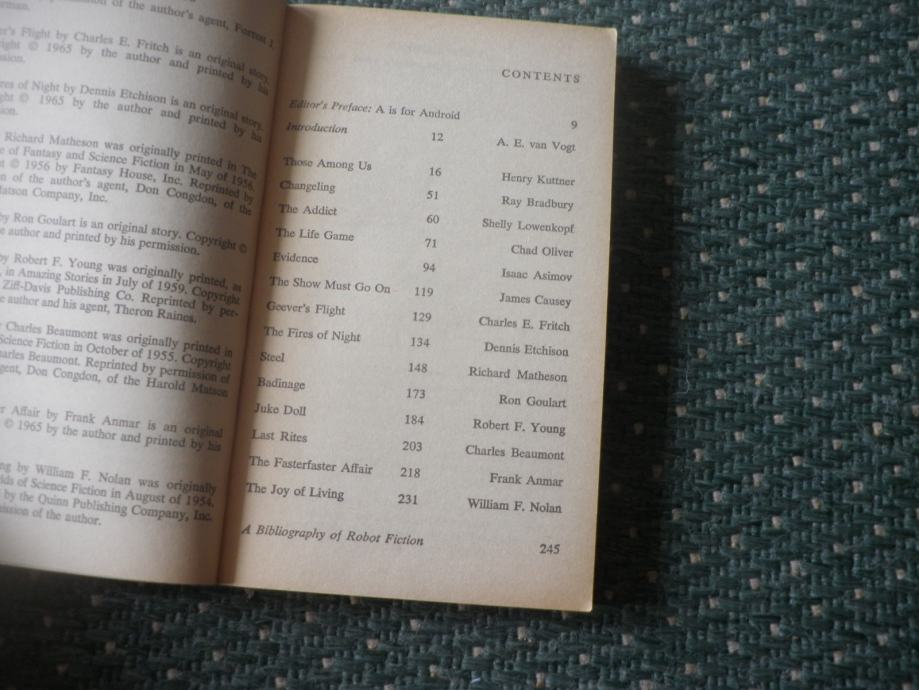 of the author's agent, Forrest J.
Flight by Charles E. Fritch is an original story.
© 1965 by the author and printed by his
of Night by Dennis Etchison is an original story.
© 1965 by the author and printed by his
Richard Matheson was originally printed in The
of Fantasy and Science Fiction in May of 1956.
© 1956 by Fantasy House, Inc. Reprinted by
of the author's agent, Don Congdon, of the
Matson Company, Inc.
by Ron Goulart is an original story. Copyright ©
author and printed by his permission.
by Robert F. Young was originally printed, as
in Amazing Stories in July of 1959. Copyright
Ziff-Davis Publishing Co. Reprinted by per-
author and his agent, Theron Raines.
Charles Beaumont was originally printed in
Science Fiction in October of 1955. Copyright
Charles Beaumont. Reprinted by permission of
agent, Don Congdon, of the Harold Matson
Affair by Frank Anmar is an original
© 1965 by the author and printed by his
by William F. Nolan was originally
of Science Fiction in August of 1954.
by the Quinn Publishing Company, Inc.
of the author.
CONTENTS
Editor's Preface: A is for Android 9
Introduction 12 A. E. van Vogt
Those Among Us 16 Henry Kuttner
Changeling 51 Ray Bradbury
The Addict 60 Shelly Lowenkopf
The Life Game 71 Chad Oliver
Evidence 94 Isaac Asimov
The Show Must Go On 119 James Causey
Geever's Flight 129 Charles E. Fritch
The Fires of Night 134 Dennis Etchison
Steel 148 Richard Matheson
Badinage 173 Ron Goulart
Juke Doll 184 Robert F. Young
Last Rites 203 Charles Beaumont
The Fasterfaster Affair 218 Frank Anmar
The Joy of Living 231 William F. Nolan
A Bibliography of Robot Fiction 245